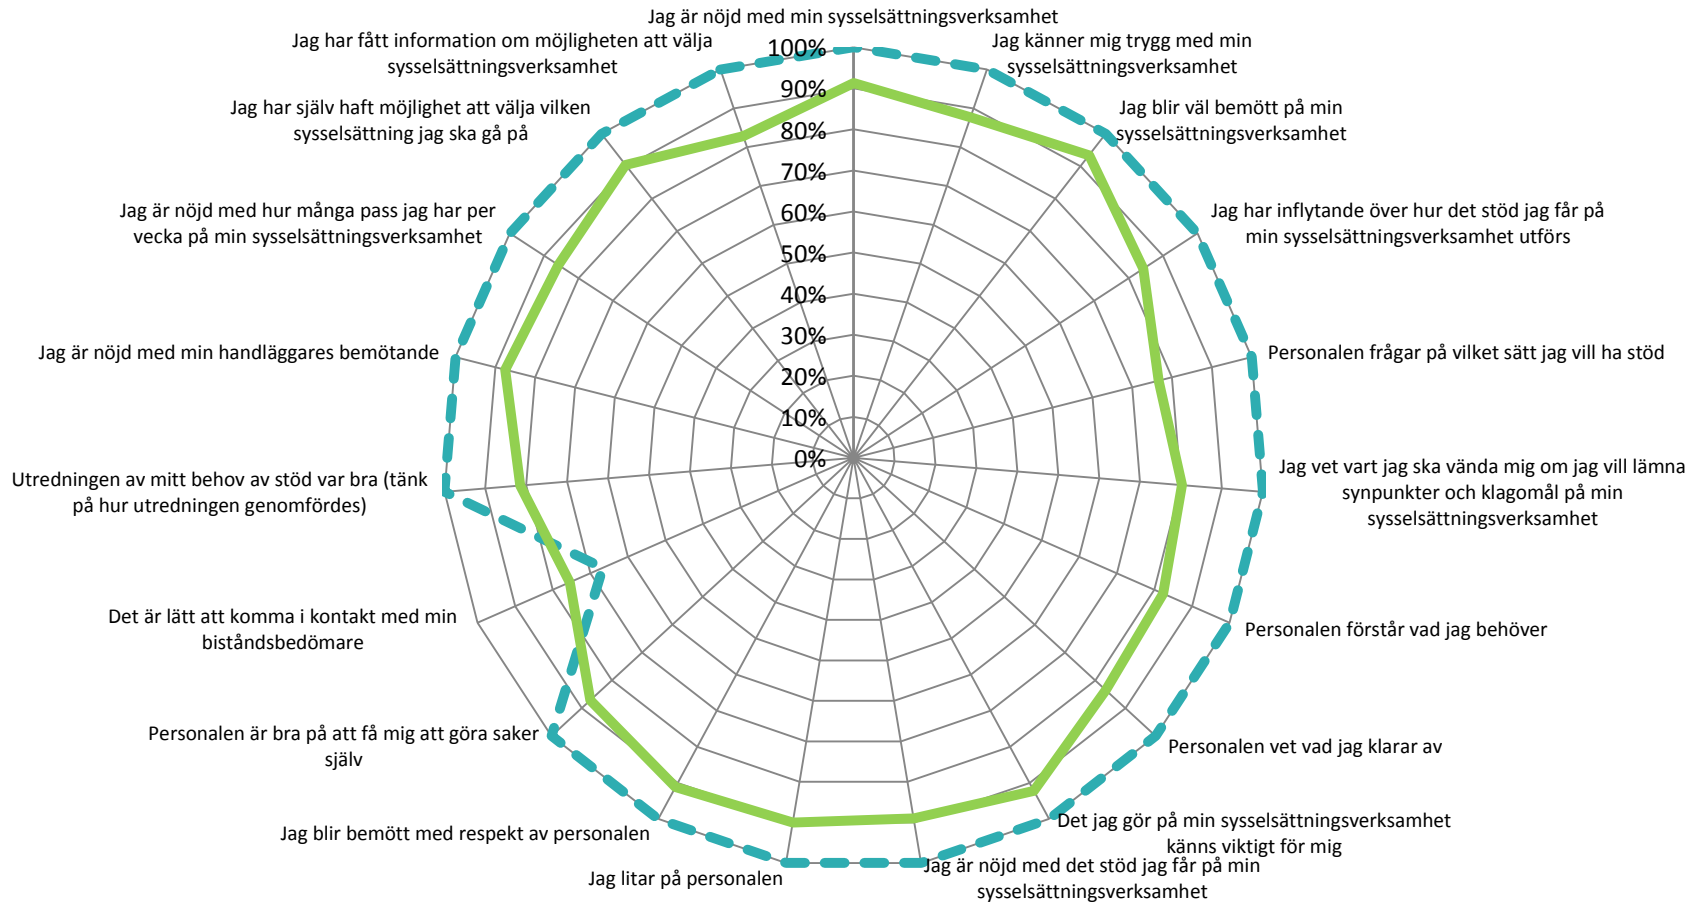 Jag är nöjd med min sysselsättningsverksamhet
Jag känner mig trygg med min
sysselsättningsverksamhet
Jag blir väl bemött på min
sysselsättningsverksamhet
Jag har inflytande över hur det stöd jag får på
min sysselsättningsverksamhet utförs
Personalen frågar på vilket sätt jag vill ha stöd
Jag vet vart jag ska vända mig om jag vill lämna
synpunkter och klagomål på min
sysselsättningsverksamhet
Personalen förstår vad jag behöver
Personalen vet vad jag klarar av
Det jag gör på min sysselsättningsverksamhet
känns viktigt för mig
Jag är nöjd med det stöd jag får på min
sysselsättningsverksamhet
Jag litar på personalen
Jag blir bemött med respekt av personalen
Personalen är bra på att få mig att göra saker
själv
Det är lätt att komma i kontakt med min
biståndsbedömare
Utredningen av mitt behov av stöd var bra (tänk
på hur utredningen genomfördes)
Jag är nöjd med min handläggares bemötande
Jag är nöjd med hur många pass jag har per
vecka på min sysselsättningsverksamhet
Jag har själv haft möjlighet att välja vilken
sysselsättning jag ska gå på
Jag har fått information om möjligheten att välja
sysselsättningsverksamhet
100%
90%
80%
70%
60%
50%
40%
30%
20%
10%
0%